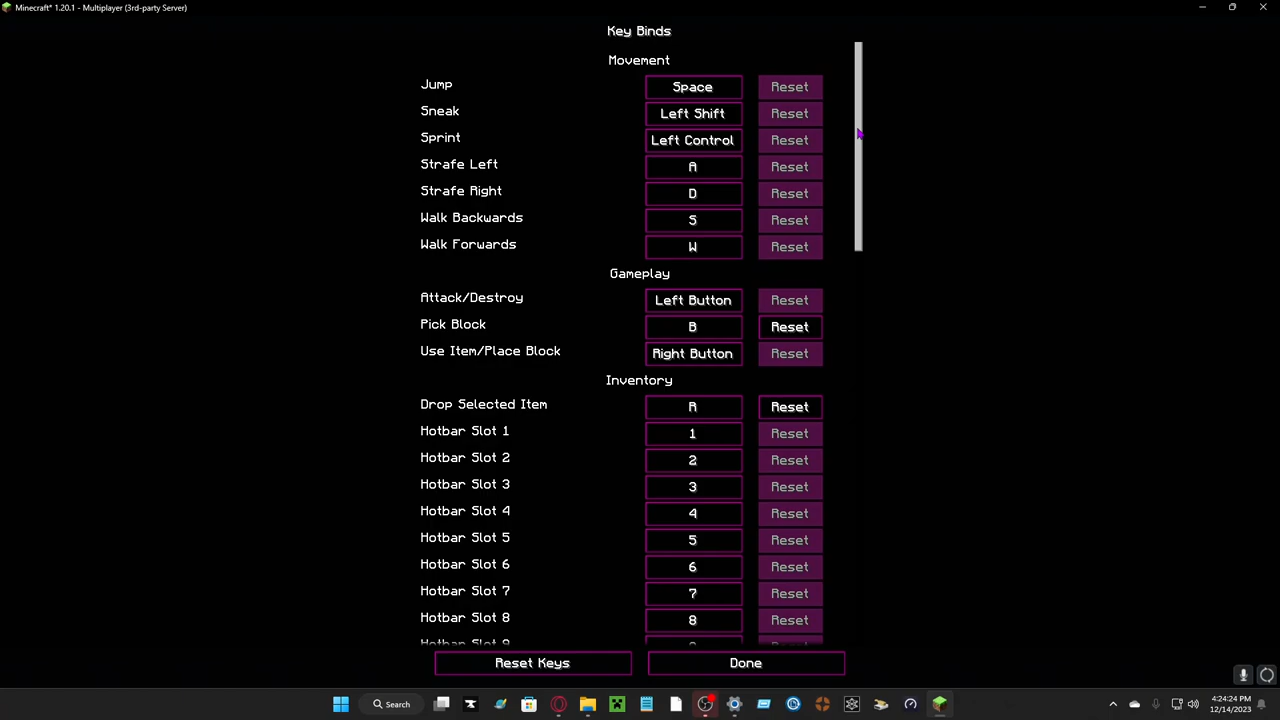 Minecraft* 1.20.1 - Multiplayer (3rd-party Server)
Key Binds
Movement
Jump Space Reset
Sneak Left Shift Reset
Sprint Left Control Reset
Strafe Left A Reset
Strafe Right D Reset
Walk Backwards S Reset
Walk Forwards W Reset
Gameplay
Attack/Destroy Left Button Reset
Pick Block B Reset
Use Item/Place Block Right Button Reset
Inventory
Drop Selected Item R Reset
Hotbar Slot 1 1 Reset
Hotbar Slot 2 2 Reset
Hotbar Slot 3 3 Reset
Hotbar Slot 4 4 Reset
Hotbar Slot 5 5 Reset
Hotbar Slot 6 6 Reset
Hotbar Slot 7 7 Reset
Hotbar Slot 8 8 Reset
Hotbar Slot 9
Reset Keys Done
Search
4:24:24 PM
12/14/2023